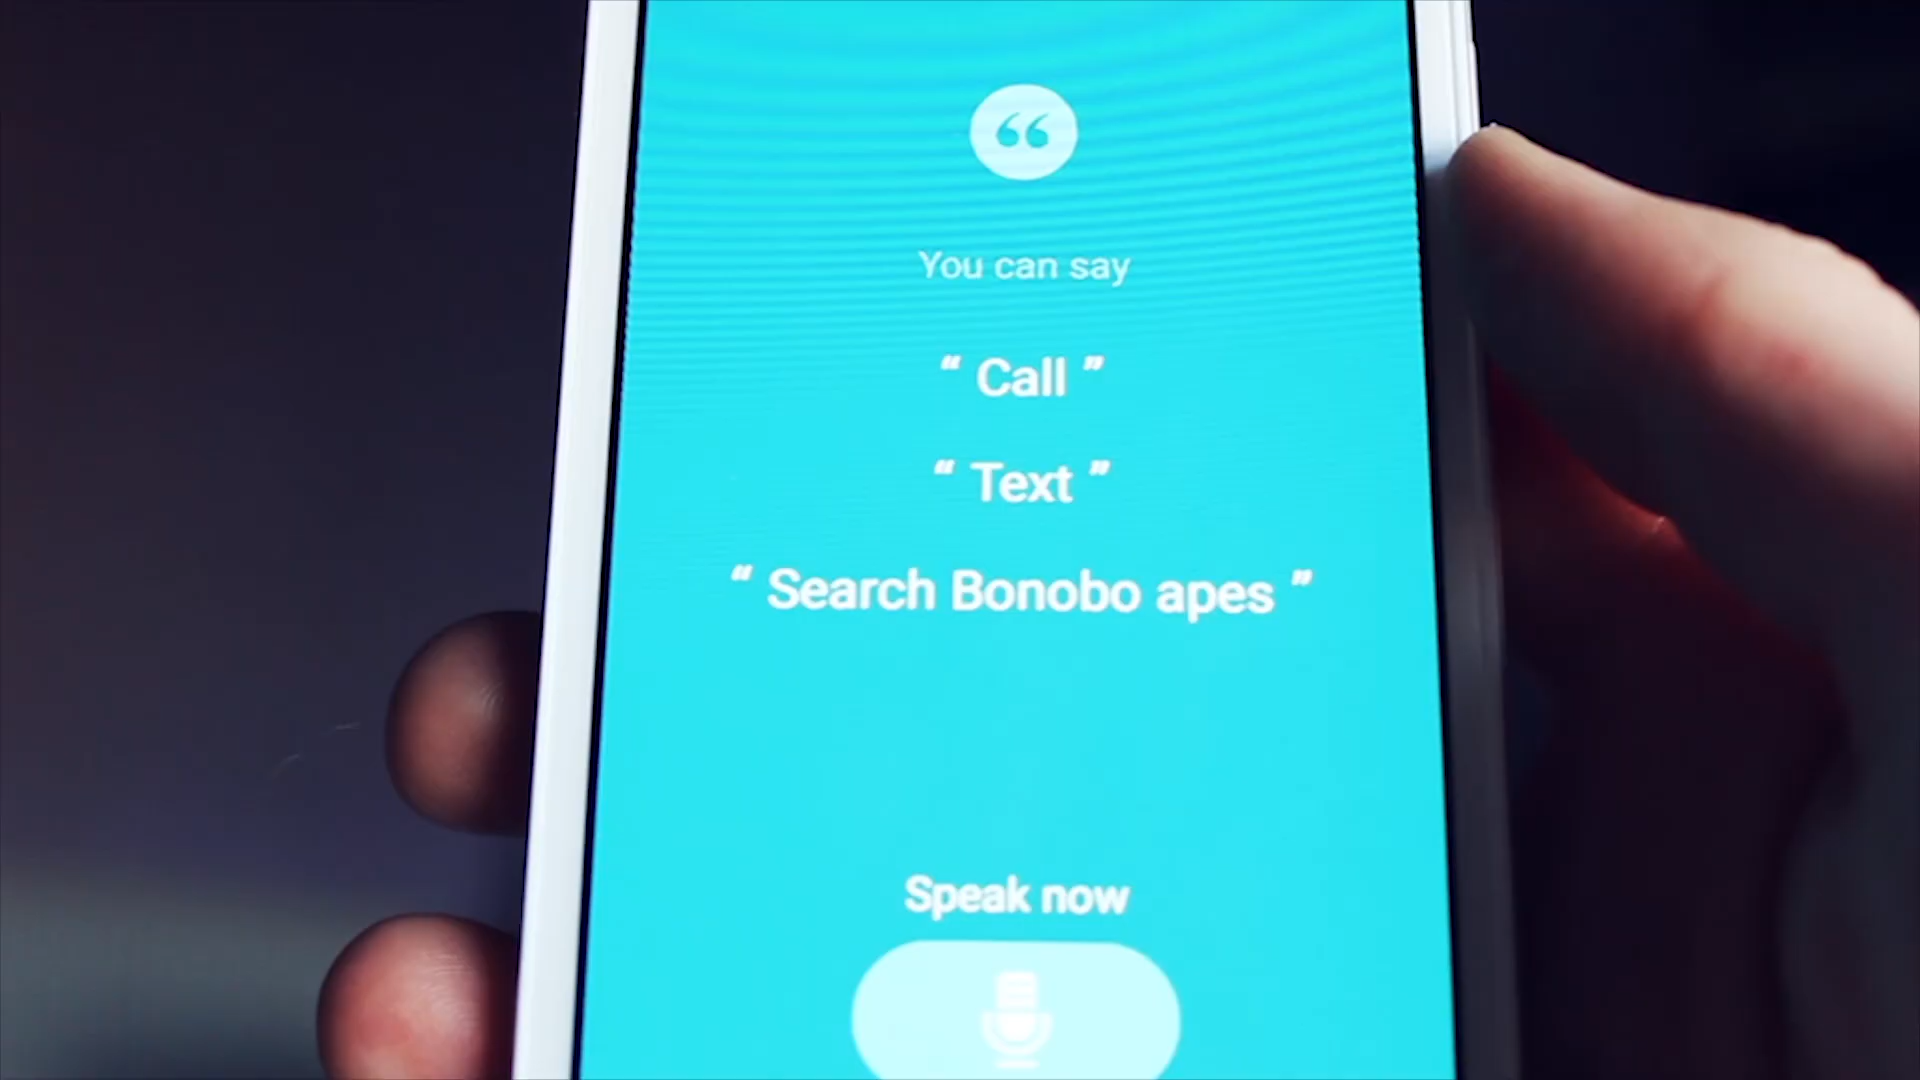 “
You can say
“ Call ”
“ Text ”
“ Search Bonobo apes ”
Speak now